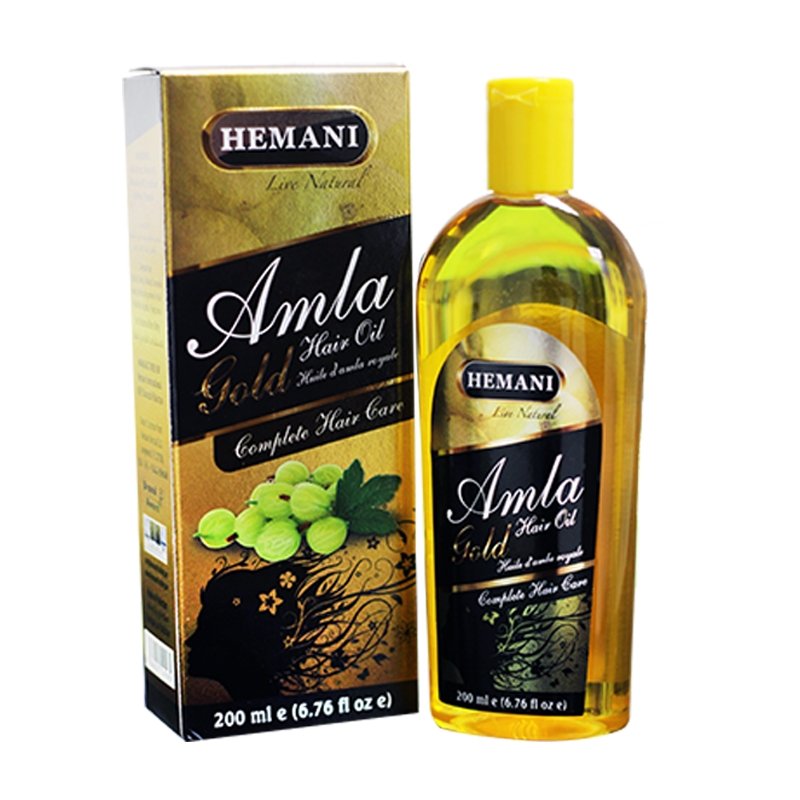 HEMANI
Live Natural
Amla
Hair Oil
Gold
Huile d'amla royale
Complete Hair Care
200 ml e (6.76 fl oz e)
HEMANI
Live Natural
Amla
Hair Oil
Gold
Huile d'amla royale
Complete Hair Care
200 ml e (6.76 fl oz e)